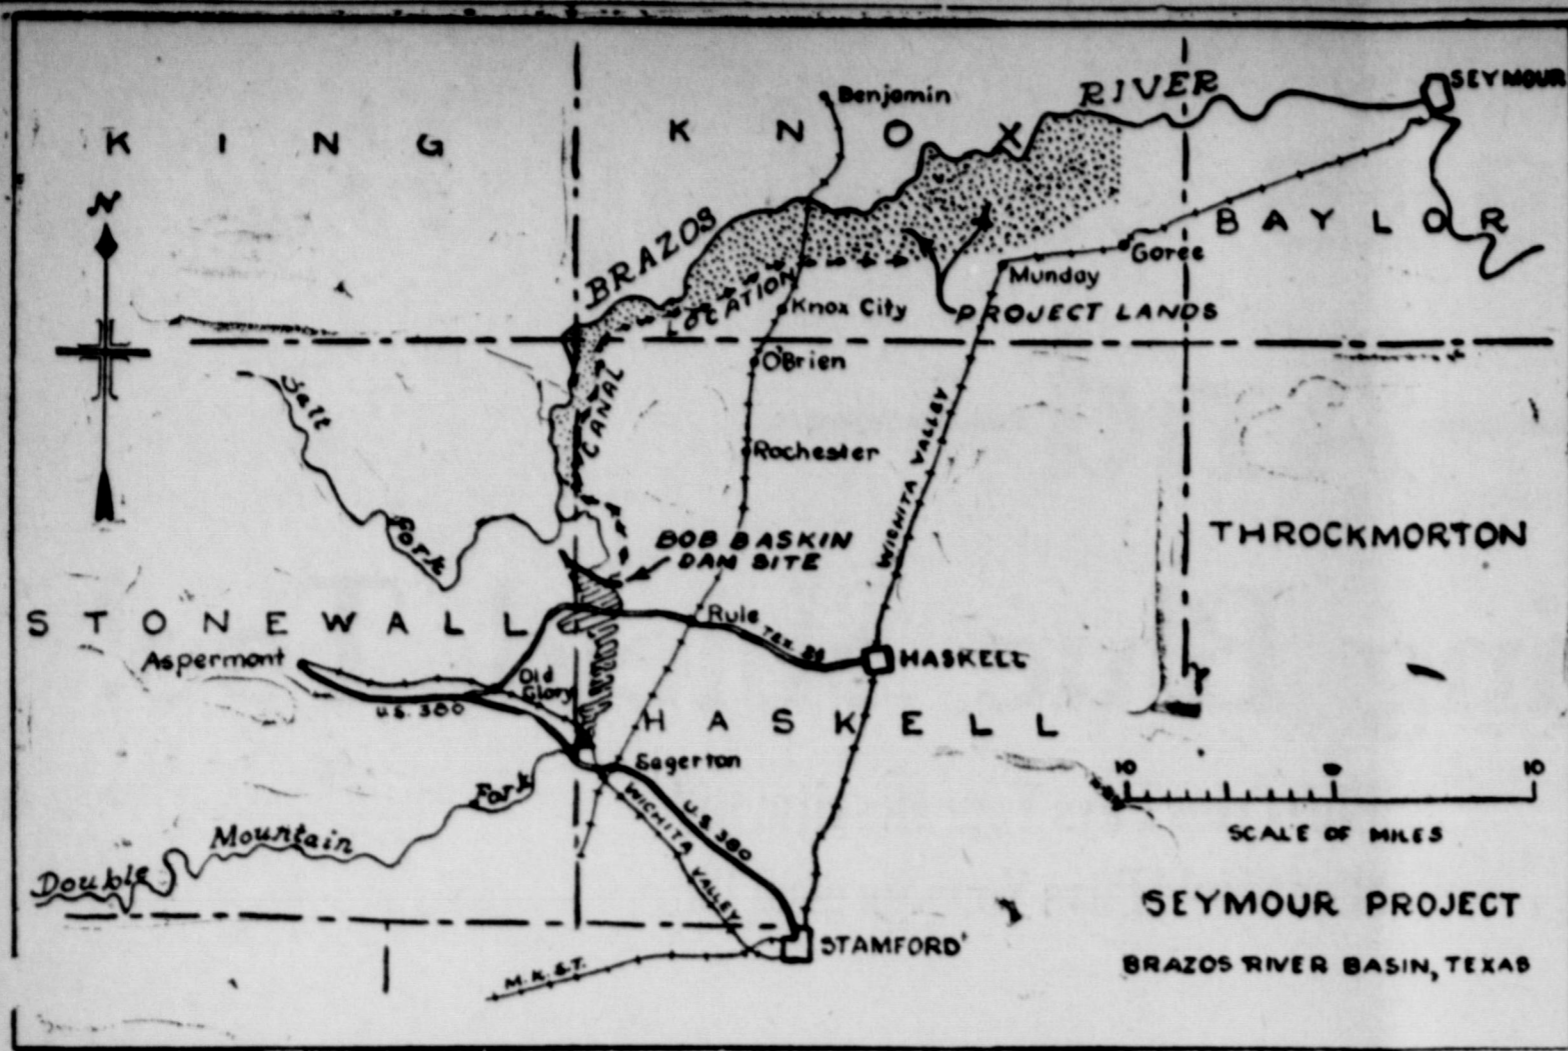 SEYMOUR
Benjamin
RIVER
KING
KNOX
N
BRAZOS
BAYLOR
Goree
Munday
LOCATION
Knox City
PROJECT LANDS
O'Brien
CANAL
Salt
Fork
Rochester
WICHITA VALLEY
BOB BASKIN
DAM SITE
THROCKMORTON
STONEWALL
Rule
TEX. 24
Aspermont
HASKELL
Old
Glory
U.S. 380
HASKELL
Sagerton
10 0 10
SCALE OF MILES
WICHITA VALLEY
U.S. 380
Double Mountain Fork
SEYMOUR PROJECT
STAMFORD
BRAZOS RIVER BASIN, TEXAS
M.K.&T.